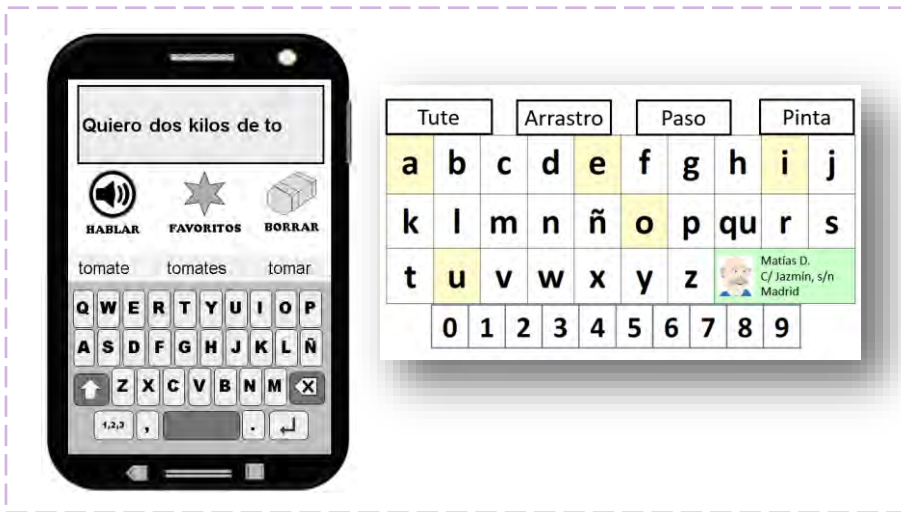 Quiero dos kilos de to
HABLAR FAVORITOS BORRAR
tomate tomates tomar
Q W E R T Y U I O P
A S D F G H J K L Ñ
Z X C V B N M
1,2,3 , .
Tute Arrastro Paso Pinta
a b c d e f g h i j
k l m n ñ o p qu r s
t u v w x y z
Matías D.
C/ Jazmín, s/n
Madrid
0 1 2 3 4 5 6 7 8 9